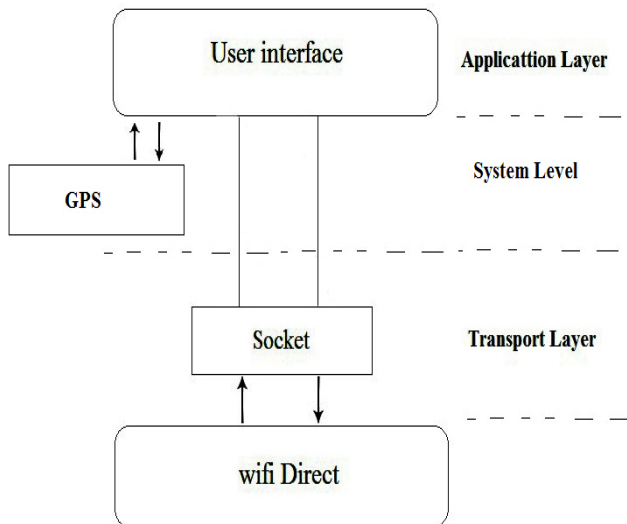 User interface
Applicattion Layer
System Level
GPS
Socket
Transport Layer
wifi Direct